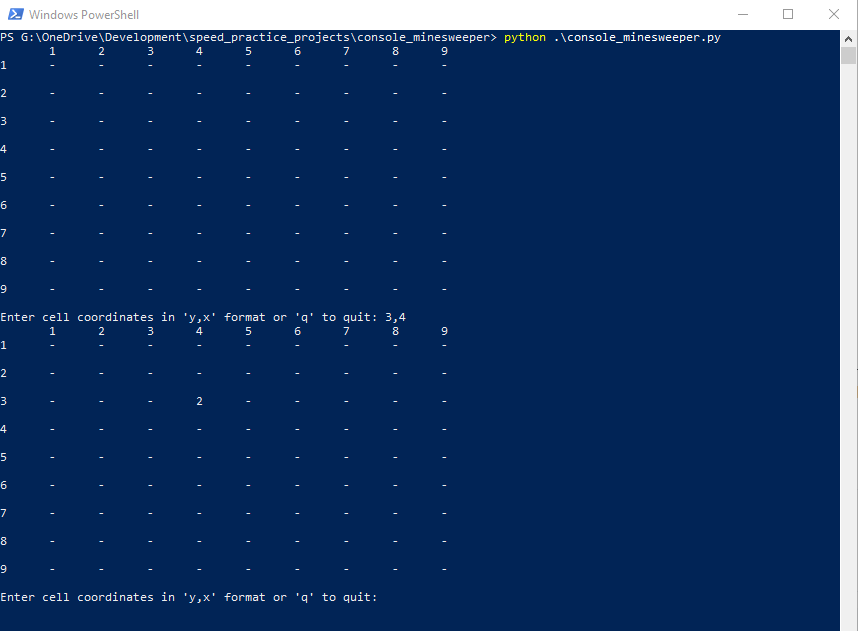 Windows PowerShell
PS G:\OneDrive\Development\speed_practice_projects\console_minesweeper> python .\console_minesweeper.py
1 2 3 4 5 6 7 8 9
1 - - - - - - - - -
2 - - - - - - - - -
3 - - - - - - - - -
4 - - - - - - - - -
5 - - - - - - - - -
6 - - - - - - - - -
7 - - - - - - - - -
8 - - - - - - - - -
9 - - - - - - - - -
Enter cell coordinates in 'y,x' format or 'q' to quit: 3,4
1 2 3 4 5 6 7 8 9
1 - - - - - - - - -
2 - - - - - - - - -
3 - - - 2 - - - - -
4 - - - - - - - - -
5 - - - - - - - - -
6 - - - - - - - - -
7 - - - - - - - - -
8 - - - - - - - - -
9 - - - - - - - - -
Enter cell coordinates in 'y,x' format or 'q' to quit: